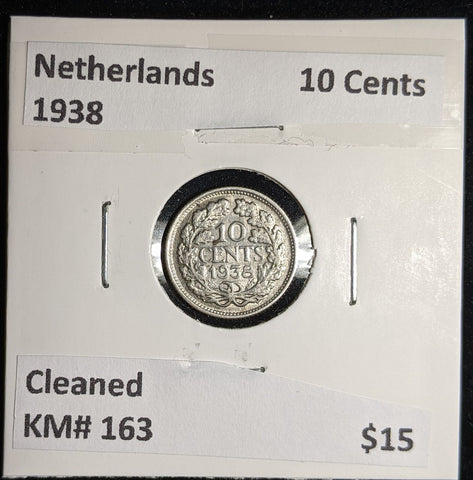 Netherlands 10 Cents
1938
10
CENTS
1938
Cleaned
KM# 163 $15